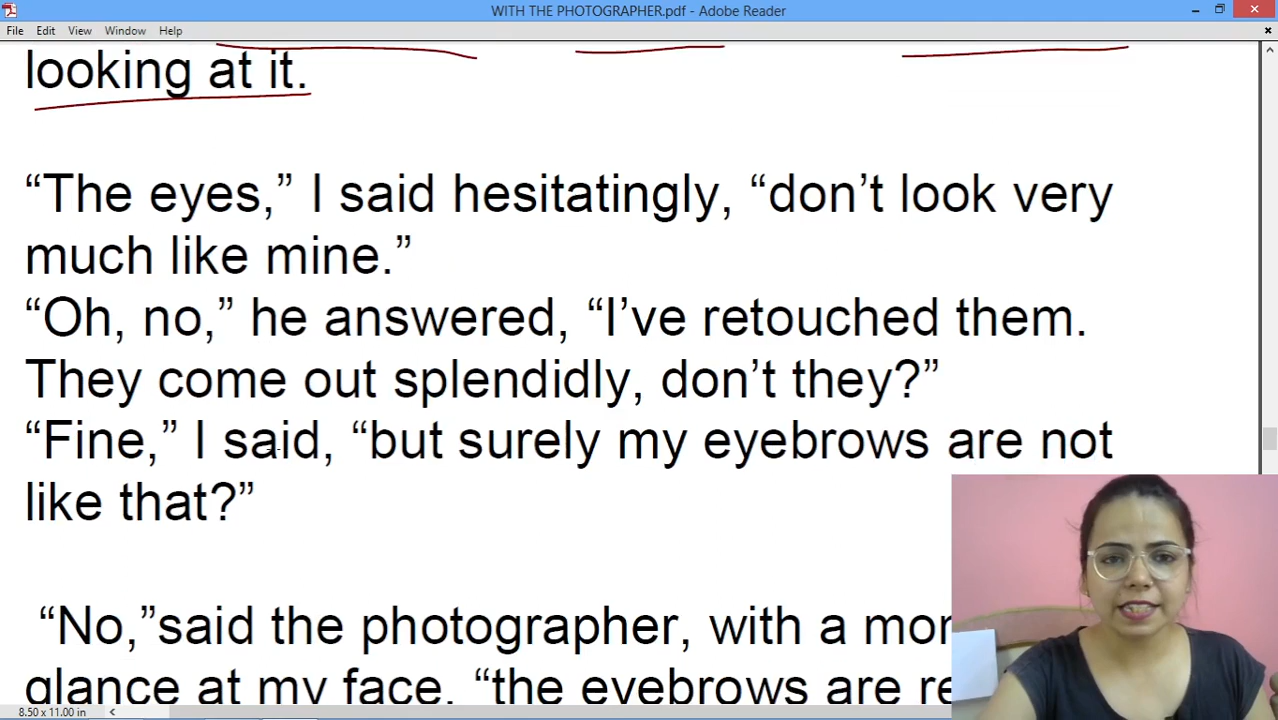 WITH THE PHOTOGRAPHER.pdf - Adobe Reader
File Edit View Window Help
looking at it.
“The eyes,” I said hesitatingly, “don’t look very
much like mine.”
“Oh, no,” he answered, “I’ve retouched them.
They come out splendidly, don’t they?”
“Fine,” I said, “but surely my eyebrows are not
like that?”
“No,”said the photographer, with a
glance at my face. “the eyebrows are
8.50 x 11.00 in